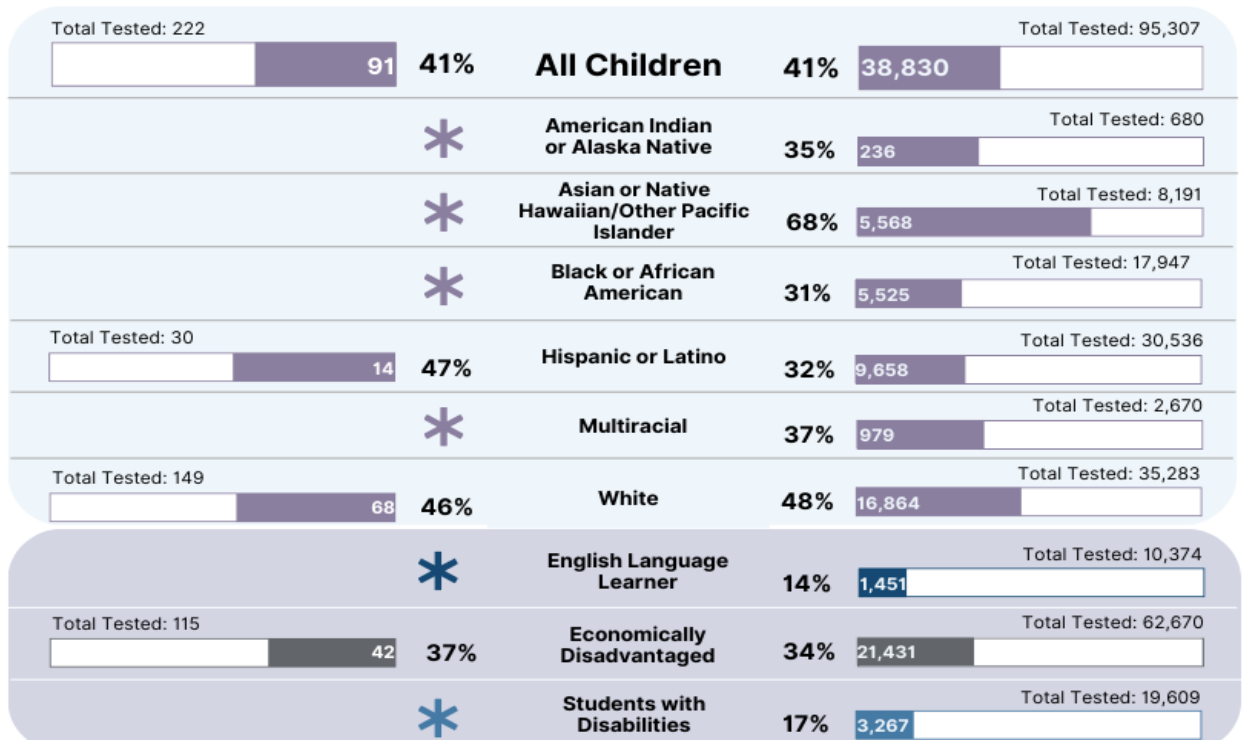 Total Tested: 222
Total Tested: 95,307
91 41% All Children 41% 38,830
American Indian
or Alaska Native
Total Tested: 680
* 35% 236
Asian or Native
Hawaiian/Other Pacific
Islander
Total Tested: 8,191
* 68% 5,568
Black or African
American
Total Tested: 17,947
* 31% 5,525
Total Tested: 30
Total Tested: 30,536
14 47% Hispanic or Latino 32% 9,658
Total Tested: 2,670
* Multiracial 37% 979
Total Tested: 149
Total Tested: 35,283
68 46% White 48% 16,864
English Language
Learner
Total Tested: 10,374
* 14% 1,451
Total Tested: 115
Total Tested: 62,670
Economically
Disadvantaged
42 37% 34% 21,431
Students with
Disabilities
Total Tested: 19,609
* 17% 3,267